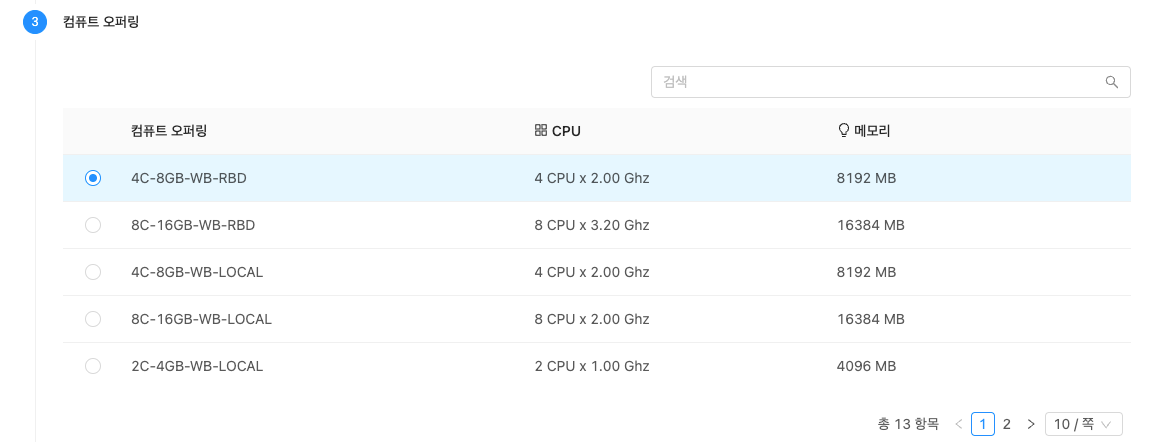 3 컴퓨트 오퍼링
검색
컴퓨트 오퍼링 CPU 메모리
4C-8GB-WB-RBD 4 CPU x 2.00 Ghz 8192 MB
8C-16GB-WB-RBD 8 CPU x 3.20 Ghz 16384 MB
4C-8GB-WB-LOCAL 4 CPU x 2.00 Ghz 8192 MB
8C-16GB-WB-LOCAL 8 CPU x 2.00 Ghz 16384 MB
2C-4GB-WB-LOCAL 2 CPU x 1.00 Ghz 4096 MB
총 13 항목 < 1 2 > 10 / 쪽